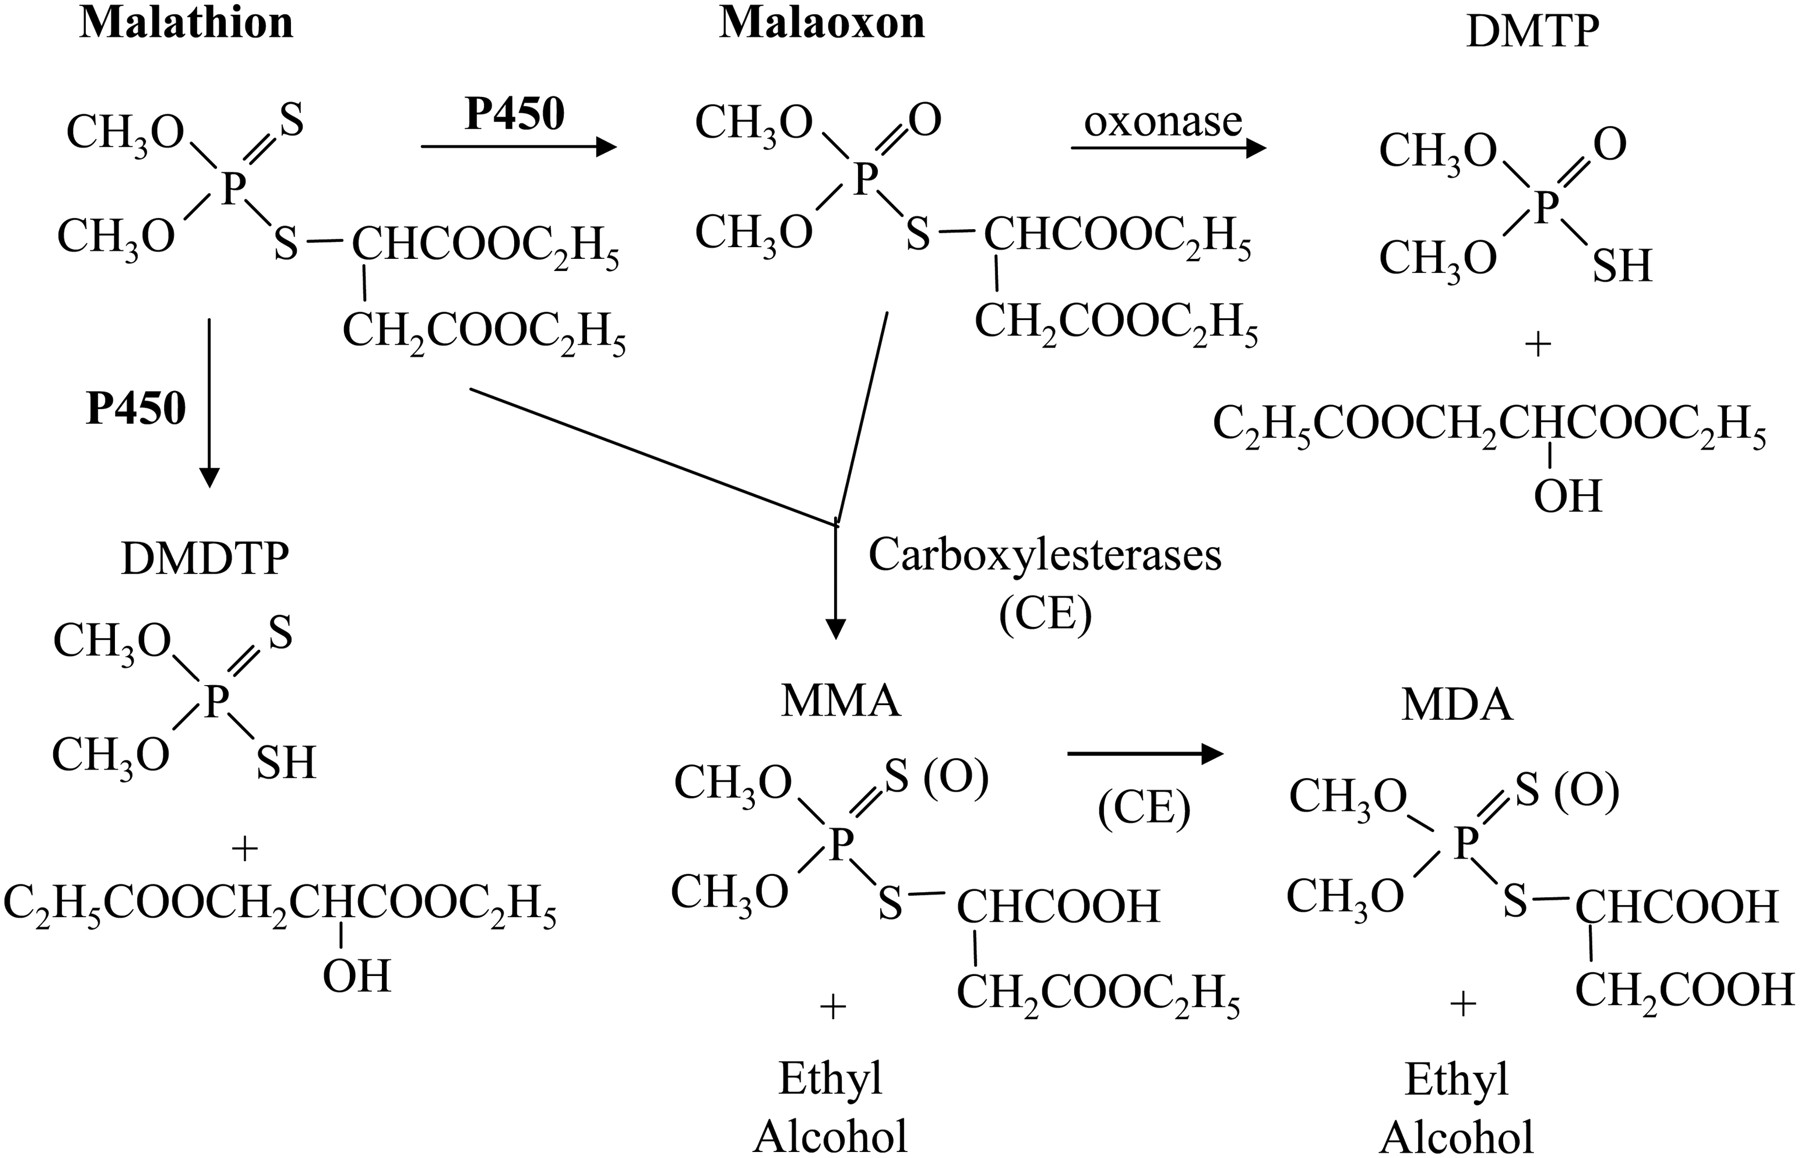 Malathion
CH₃O
S
P
CH₃O
S
CHCOOC₂H₅
CH₂COOC₂H₅
P450
Malaoxon
CH₃O
O
P
CH₃O
S
CHCOOC₂H₅
CH₂COOC₂H₅
oxonase
DMTP
CH₃O
O
P
CH₃O
SH
+
C₂H₅COOCH₂CHCOOC₂H₅
OH
P450
DMDTP
CH₃O
S
P
CH₃O
SH
+
C₂H₅COOCH₂CHCOOC₂H₅
OH
Carboxylesterases
(CE)
MMA
CH₃O
S (O)
P
CH₃O
S
CHCOOH
CH₂COOC₂H₅
+
Ethyl
Alcohol
(CE)
MDA
CH₃O
S (O)
P
CH₃O
S
CHCOOH
CH₂COOH
+
Ethyl
Alcohol